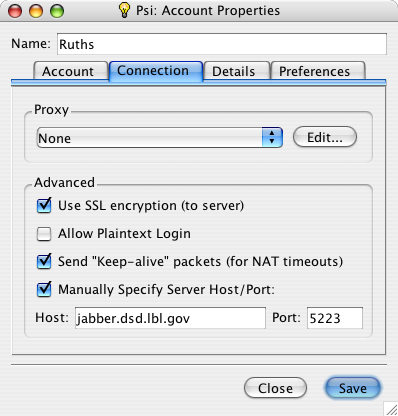 Psi: Account Properties
Name: Ruths
Account Connection Details Preferences
Proxy
None Edit...
Advanced
Use SSL encryption (to server)
Allow Plaintext Login
Send "Keep-alive" packets (for NAT timeouts)
Manually Specify Server Host/Port:
Host: jabber.dsd.lbl.gov Port: 5223
Close Save